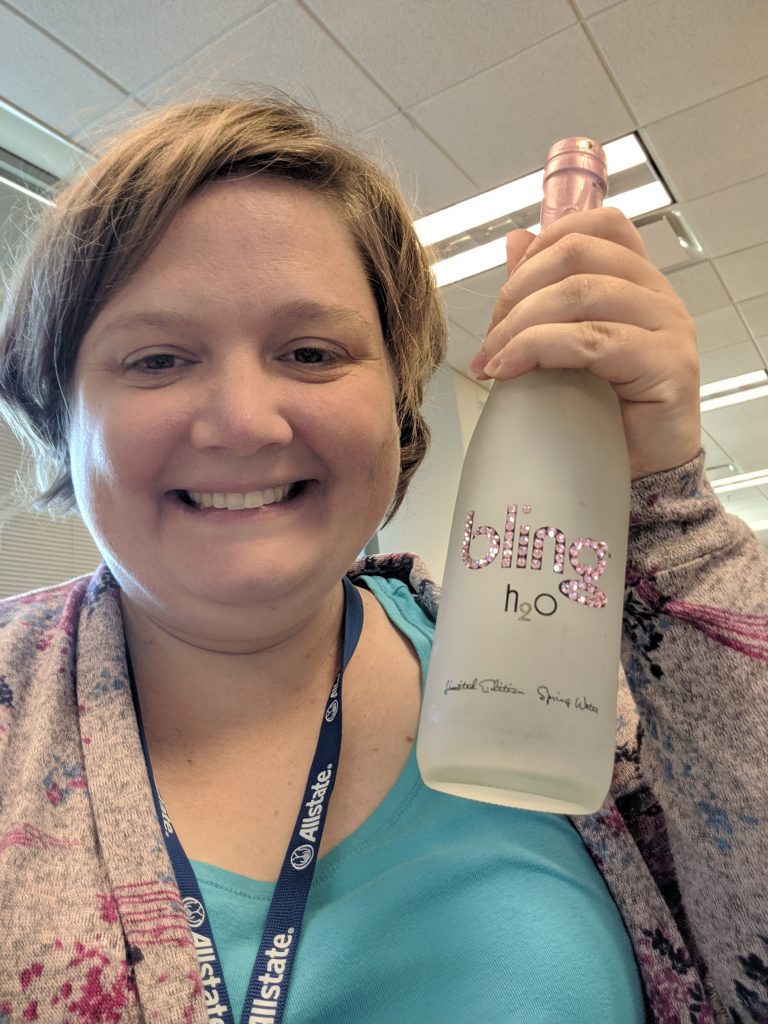 bling
h2O
Limited Edition Spring Water
Allstate.
Allstate.